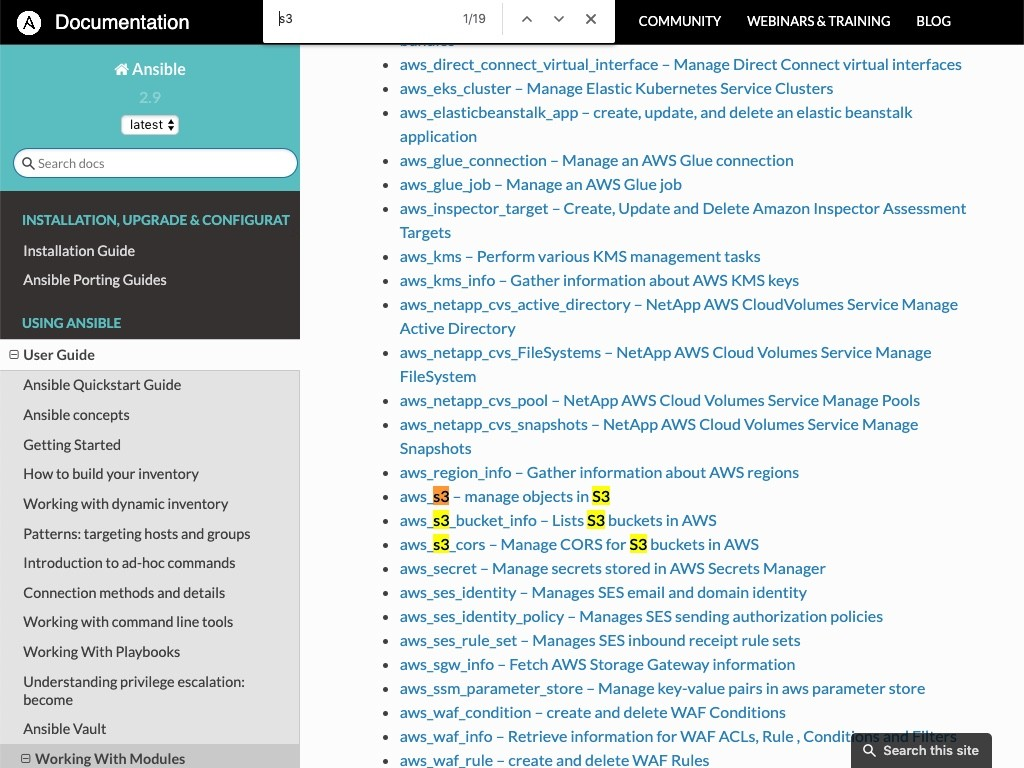 Documentation
s3
1/19
COMMUNITY
WEBINARS & TRAINING
BLOG
Ansible
2.9
latest
Search docs
INSTALLATION, UPGRADE & CONFIGURAT
Installation Guide
Ansible Porting Guides
USING ANSIBLE
User Guide
Ansible Quickstart Guide
Ansible concepts
Getting Started
How to build your inventory
Working with dynamic inventory
Patterns: targeting hosts and groups
Introduction to ad-hoc commands
Connection methods and details
Working with command line tools
Working With Playbooks
Understanding privilege escalation:
become
Ansible Vault
Working With Modules
aws_direct_connect_virtual_interface – Manage Direct Connect virtual interfaces
aws_eks_cluster – Manage Elastic Kubernetes Service Clusters
aws_elasticbeanstalk_app – create, update, and delete an elastic beanstalk
application
aws_glue_connection – Manage an AWS Glue connection
aws_glue_job – Manage an AWS Glue job
aws_inspector_target – Create, Update and Delete Amazon Inspector Assessment
Targets
aws_kms – Perform various KMS management tasks
aws_kms_info – Gather information about AWS KMS keys
aws_netapp_cvs_active_directory – NetApp AWS CloudVolumes Service Manage
Active Directory
aws_netapp_cvs_FileSystems – NetApp AWS Cloud Volumes Service Manage
FileSystem
aws_netapp_cvs_pool – NetApp AWS Cloud Volumes Service Manage Pools
aws_netapp_cvs_snapshots – NetApp AWS Cloud Volumes Service Manage
Snapshots
aws_region_info – Gather information about AWS regions
aws_s3 – manage objects in S3
aws_s3_bucket_info – Lists S3 buckets in AWS
aws_s3_cors – Manage CORS for S3 buckets in AWS
aws_secret – Manage secrets stored in AWS Secrets Manager
aws_ses_identity – Manages SES email and domain identity
aws_ses_identity_policy – Manages SES sending authorization policies
aws_ses_rule_set – Manages SES inbound receipt rule sets
aws_sgw_info – Fetch AWS Storage Gateway information
aws_ssm_parameter_store – Manage key-value pairs in aws parameter store
aws_waf_condition – create and delete WAF Conditions
aws_waf_info – Retrieve information for WAF ACLs, Rule , Conditions and Filters
aws_waf_rule – create and delete WAF Rules
Search this site